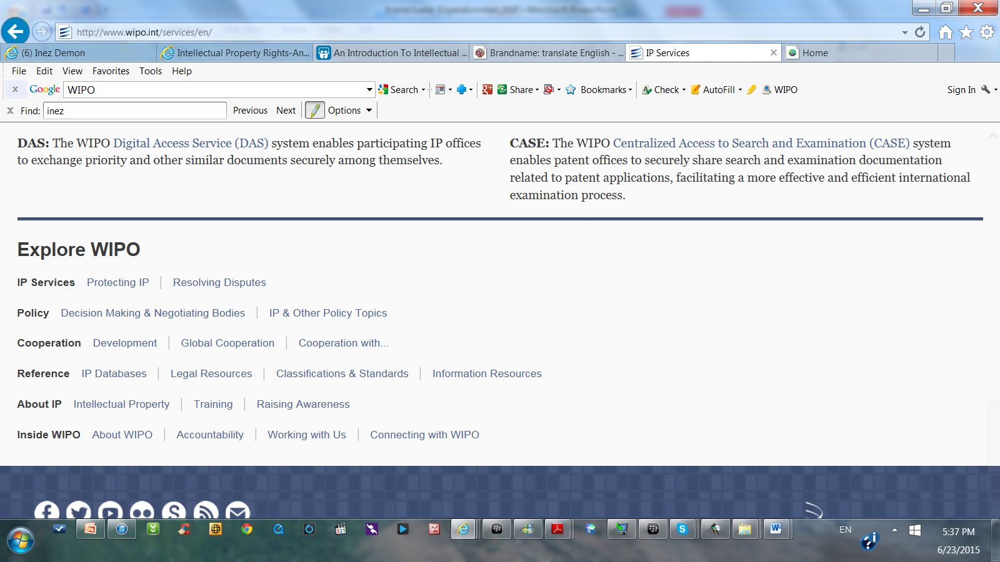 http://www.wipo.int/services/en/
(6) Inez Demon
Intellectual Property Rights-An...
An Introduction To Intellectual ...
Brandname: translate English - ...
IP Services
Home
File Edit View Favorites Tools Help
Google WIPO Search Share Bookmarks Check AutoFill WIPO Sign In
Find: inez Previous Next Options
DAS: The WIPO Digital Access Service (DAS) system enables participating IP offices
to exchange priority and other similar documents securely among themselves.
CASE: The WIPO Centralized Access to Search and Examination (CASE) system
enables patent offices to securely share search and examination documentation
related to patent applications, facilitating a more effective and efficient international
examination process.
Explore WIPO
IP Services Protecting IP Resolving Disputes
Policy Decision Making & Negotiating Bodies IP & Other Policy Topics
Cooperation Development Global Cooperation Cooperation with...
Reference IP Databases Legal Resources Classifications & Standards Information Resources
About IP Intellectual Property Training Raising Awareness
Inside WIPO About WIPO Accountability Working with Us Connecting with WIPO
EN
5:37 PM
6/23/2015